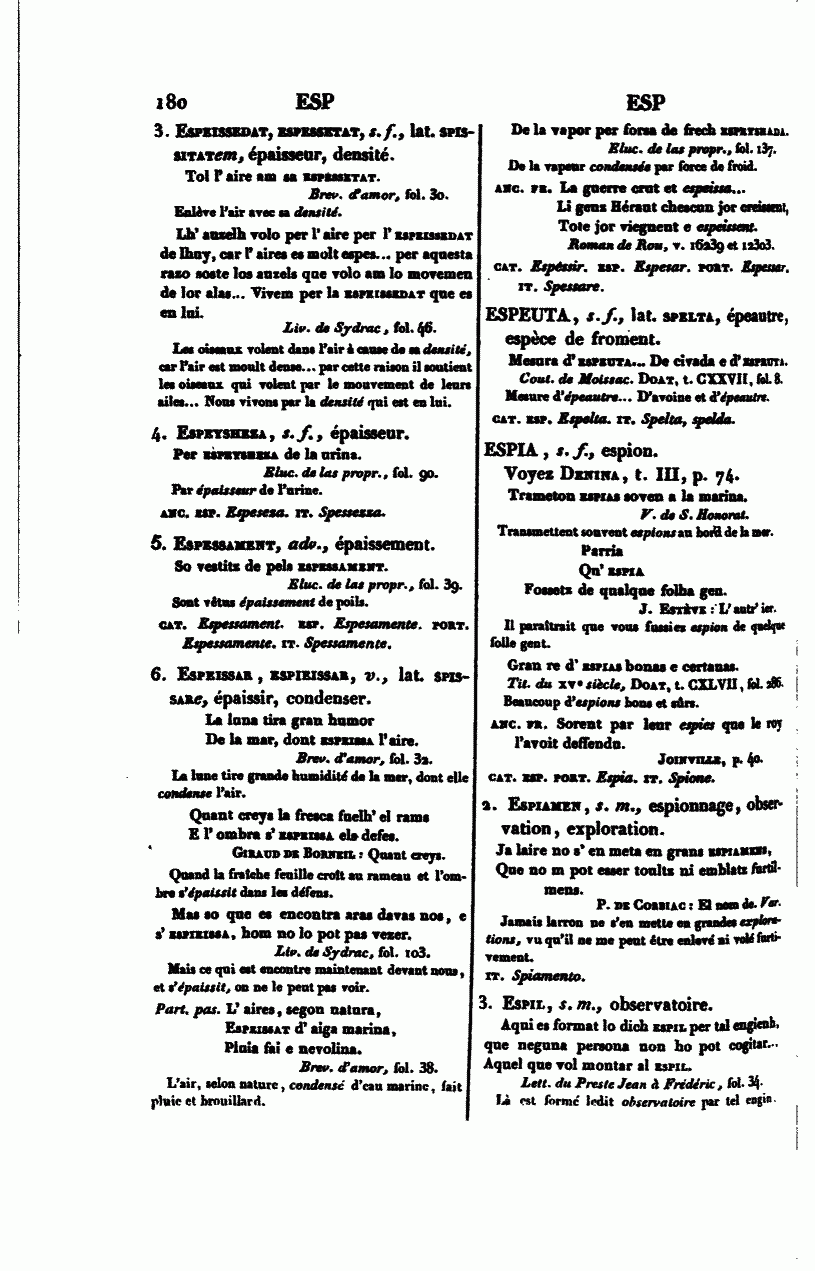 180 ESP
3. ESPEISSEDAT, ESPESSETAT, s. f., lat. SPIS-
SITATem, épaisseur, densité.
Tol l' aire am sa ESPESSETAT.
Brev. d'amor, fol. 30.
Enlève l'air avec sa densité.
Lh' auzelh volo per l' aire per l' ESPEISSEDAT
de lhuy, car l' aires es molt espes... per aquesta
razo soste los auzels que volo am lo movemen
de lor alas... Vivem per la ESPEISSEDAT que es
en lui.
Liv. de Sydrac, fol. 46.
Les oiseaux volent dans l'air à cause de sa densité,
car l'air est moult dense... par cette raison il soutient
les oiseaux qui volent par le mouvement de leurs
ailes... Nous vivons par la densité qui est en lui.
4. ESPEYSHEZA, s. f., épaisseur.
Per ESPEYSHEZA de la urina.
Eluc. de las propr., fol. 90.
Par épaisseur de l'urine.
ANC. ESP. Espeseza. IT. Spessezza.
5. ESPESSAMENT, adv., épaissement.
So vestitz de pels ESPESSAMENT.
Eluc. de las propr., fol. 39.
Sont vêtus épaissement de poils.
CAT. Espessament. ESP. Espesamente. PORT.
Espessamente. IT. Spessamente.
6. ESPEISSAR, ESPIEISSAR, v., lat. SPIS-
SARe, épaissir, condenser.
La luna tira gran humor
De la mar, dont ESPEISSA l'aire.
Brev. d'amor, fol. 32.
La lune tire grande humidité de la mer, dont elle
condense l'air.
Quant creys la fresca fuelh' el rams
E l' ombra s' ESPEISSA els defes.
GIRAUD DE BORNEIL : Quant creys.
Quand la fraîche feuille croît au rameau et l'om-
bre s'épaissit dans les défens.
Mas so que es encontra aras davas nos, e
s' ESPIEISSA, hom no lo pot pas vezer.
Liv. de Sydrac, fol. 103.
Mais ce qui est encontre maintenant devant nous,
et s'épaissit, on ne le peut pas voir.
Part. pas. L' aires, segon natura,
ESPEISSAT d' aiga marina,
Pluia fai e nevolina.
Brev. d'amor, fol. 38.
L'air, selon nature, condensé d'eau marine, fait
pluie et brouillard.
ESP
De la vapor per forsa de frech ESPEYSHADA.
Eluc. de las propr., fol. 137.
De la vapeur condensée par force de froid.
ANC. FR. La guerre crut et espeissa...
Li genz Hérant chescun jor creissent,
Tote jor viegnent e espeissent.
Roman de Rou, v. 16239 et 12303.
CAT. Espéssir. ESP. Espesar. PORT. Espessar.
IT. Spessare.
ESPEUTA, s. f., lat. SPELTA, épeautre,
espèce de froment.
Mesura d' ESPEUTA... De civada e d' ESPEUTA.
Cout. de Moissac. DOAT, t. CXXVII, fol. 8.
Mesure d'épeautre... D'avoine et d'épeautre.
CAT. ESP. Espelta. IT. Spelta, spelda.
ESPIA, s. f., espion.
Voyez DENINA, t. III, p. 74.
Trameton ESPIAS soven a la marina.
V. de S. Honorat.
Transmettent souvent espions au bord de la mer.
Parria
Qu' ESPIA
Fossetz de qualque folha gen.
J. ESTÈVE : L' autr' ier.
Il paraîtrait que vous fussiez espion de quelque
folle gent.
Gran re d' ESPIAS bonas e certanas.
Tit. du XVe siècle, DOAT, t. CXLVII, fol. 286.
Beaucoup d'espions bons et sûrs.
ANC. FR. Sorent par leur espies que le roy
l'avoit deffendu.
JOINVILLE, p. 40.
CAT. ESP. PORT. Espia. IT. Spione.
2. ESPIAMEN, s. m., espionnage, obser-
vation, exploration.
Ja laire no s' en meta en grans ESPIAMENS,
Que no m pot esser toults ni emblatz furtil-
mens.
P. DE CORBIAC : El nom de. Var.
Jamais larron ne s'en mette en grandes explora-
tions, vu qu'il ne me peut être enlevé ni volé furti-
vement.
IT. Spiamento.
3. ESPIL, s. m., observatoire.
Aqui es format lo dich ESPIL per tal engienh,
que neguna persona non ho pot cogitar...
Aquel que vol montar al ESPIL.
Lett. du Preste Jean à Frédéric, fol. 34.
Là est formé ledit observatoire par tel engin.